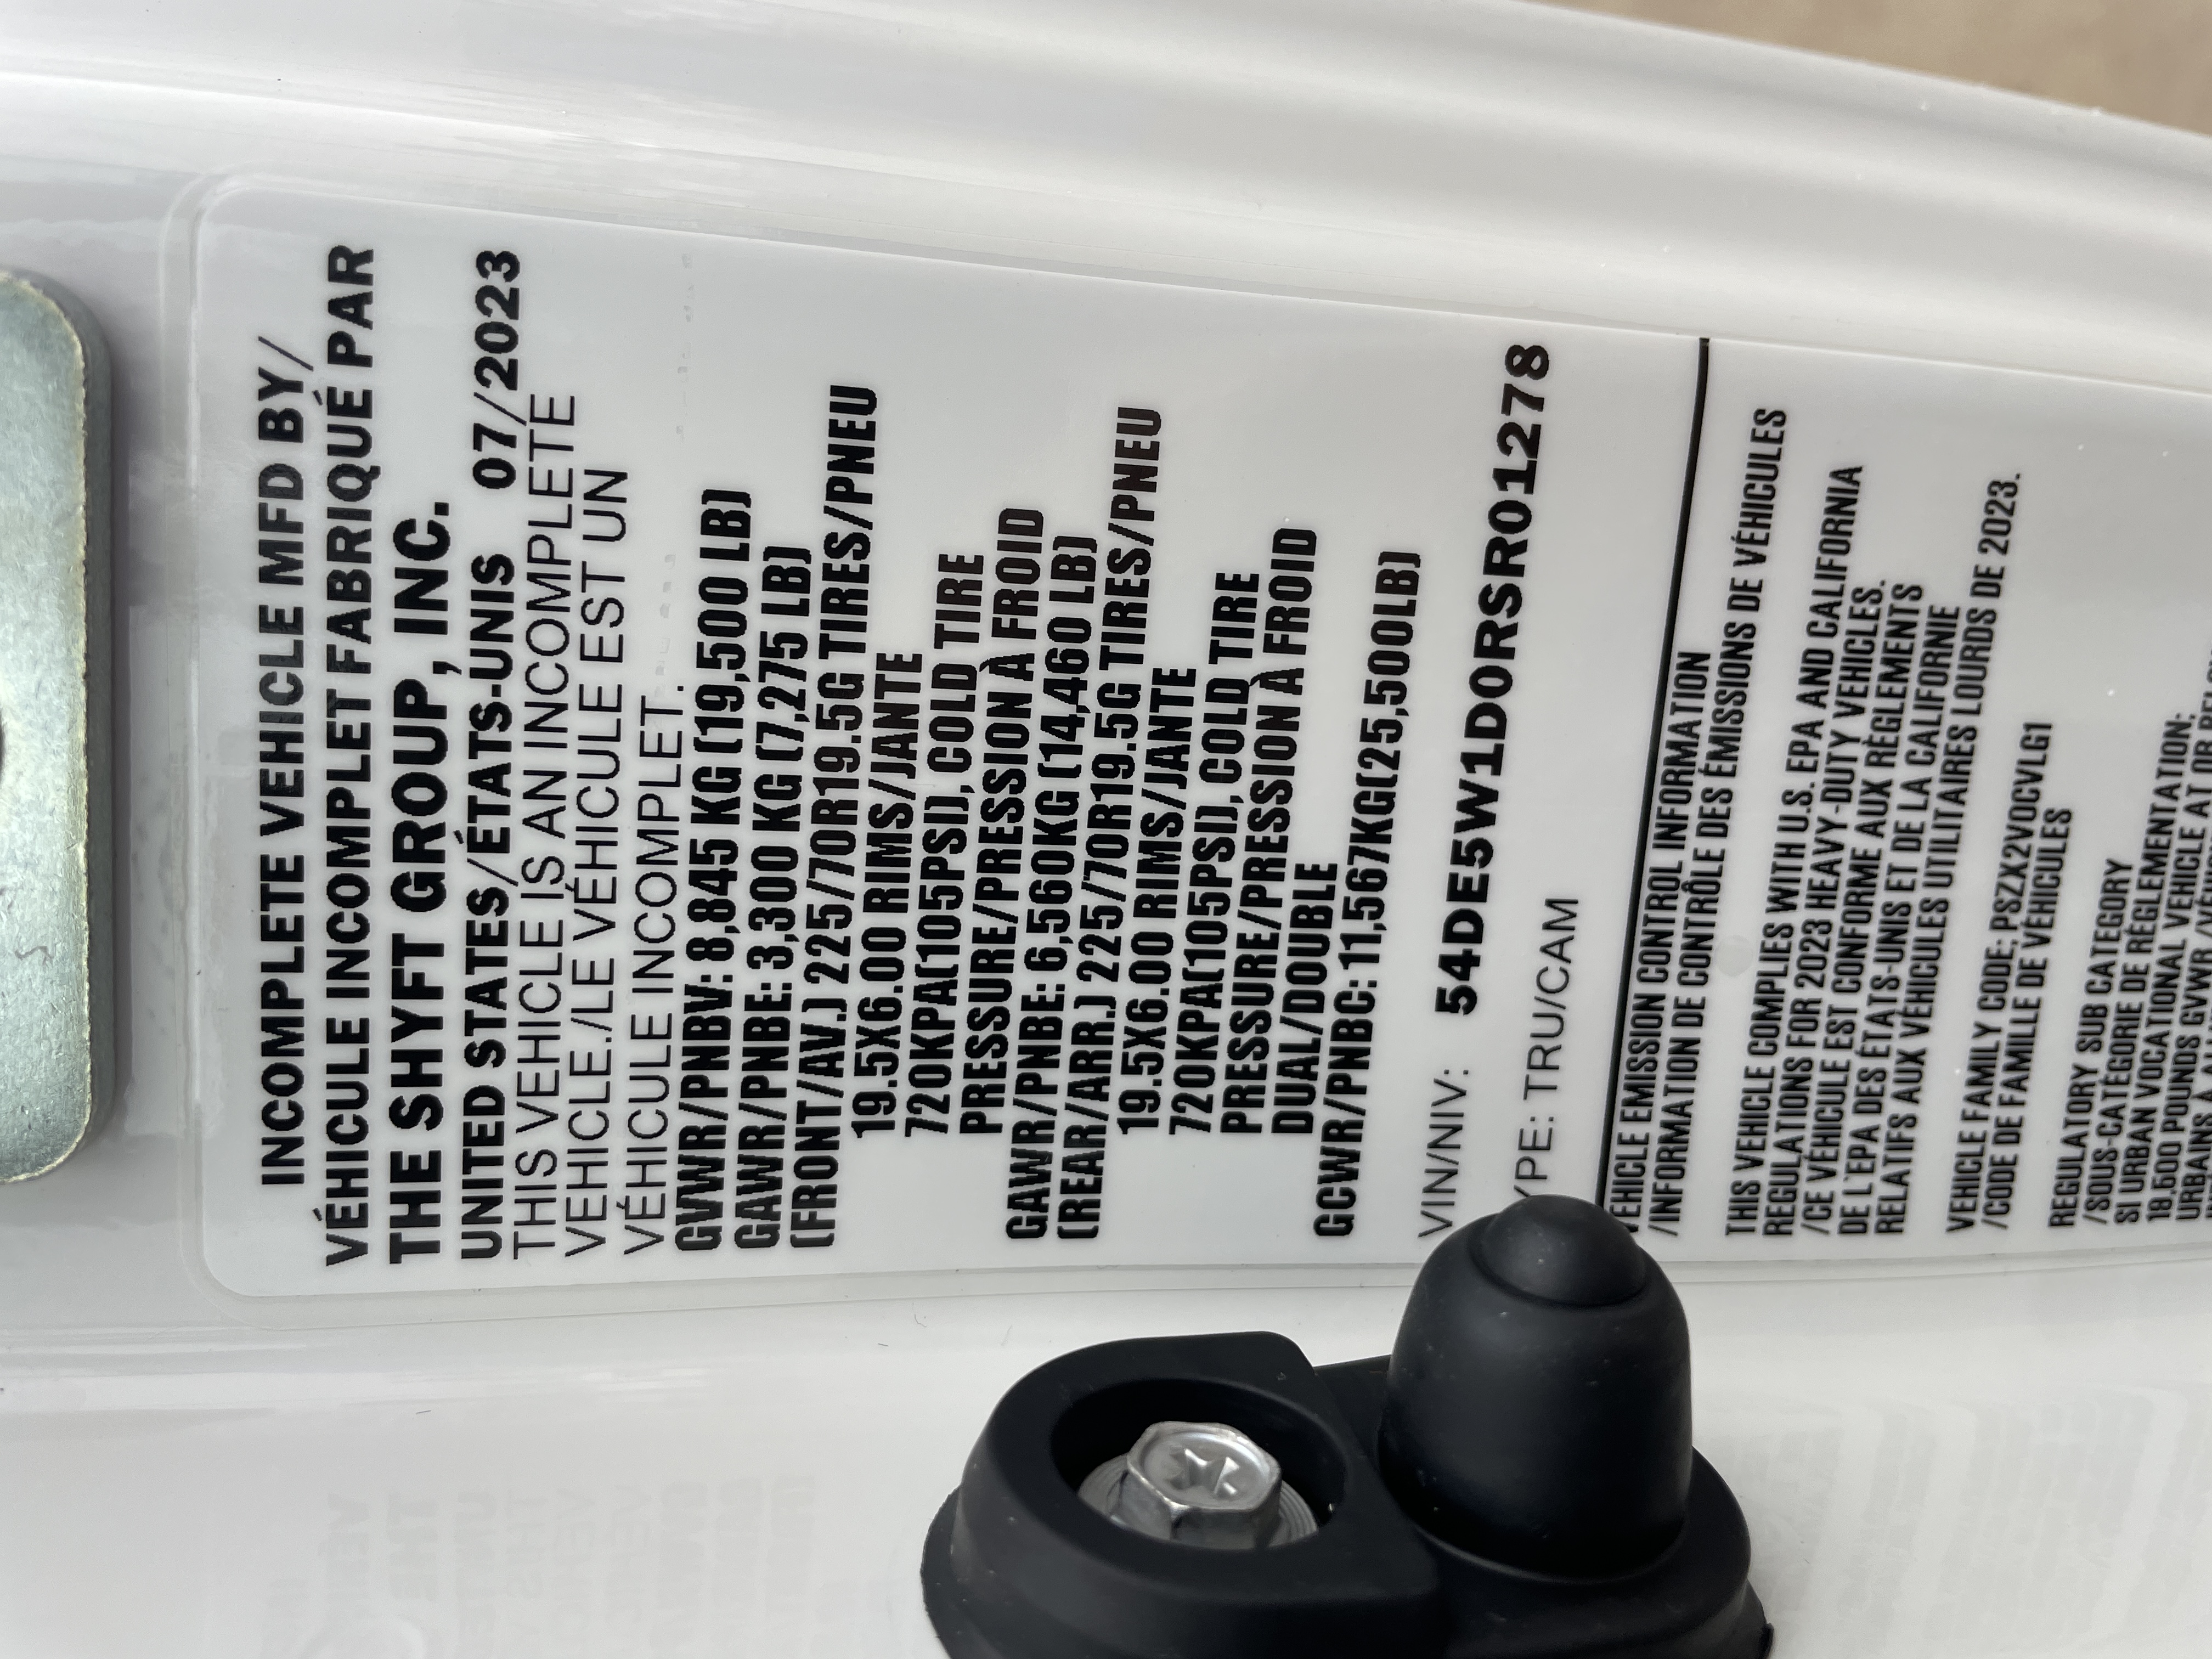 INCOMPLETE VEHICLE MFD BY/
VÉHICULE INCOMPLET FABRIQUÉ PAR
THE SHYFT GROUP, INC.
UNITED STATES/ÉTATS-UNIS 07/2023
THIS VEHICLE IS AN INCOMPLETE
VEHICLE./LE VÉHICULE EST UN
VÉHICULE INCOMPLET.
GVWR/PNBV: 8,845 KG (19,500 LB)
GAWR/PNBE: 3,300 KG (7,275 LB)
(FRONT/AV.) 225/70R19.5G TIRES/PNEU
19.5X6.00 RIMS/JANTE
720KPA(105PSI), COLD TIRE
PRESSURE/PRESSION À FROID
GAWR/PNBE: 6,560KG (14,460 LB)
(REAR/ARR.) 225/70R19.5G TIRES/PNEU
19.5X6.00 RIMS/JANTE
720KPA(105PSI), COLD TIRE
PRESSURE/PRESSION À FROID
DUAL/DOUBLE
GCWR/PNBC: 11,567KG(25,500LB)
VIN/NIV: 54DE5W1D0RSR01278
YPE: TRU/CAM
VEHICLE EMISSION CONTROL INFORMATION
/INFORMATION DE CONTRÔLE DES ÉMISSIONS DE VÉHICULES
THIS VEHICLE COMPLIES WITH U.S. EPA AND CALIFORNIA
REGULATIONS FOR 2023 HEAVY-DUTY VEHICLES.
/CE VÉHICULE EST CONFORME AUX RÈGLEMENTS
DE L'EPA DES ÉTATS-UNIS ET DE LA CALIFORNIE
RELATIFS AUX VÉHICULES UTILITAIRES LOURDS DE 2023.
VEHICLE FAMILY CODE: PSZX2VOCVLG1
/CODE DE FAMILLE DE VÉHICULES
REGULATORY SUB CATEGORY
/SOUS-CATÉGORIE DE RÉGLEMENTATION:
SI URBAN VOCATIONAL VEHICLE AT OR
19,500 POUNDS GVWR